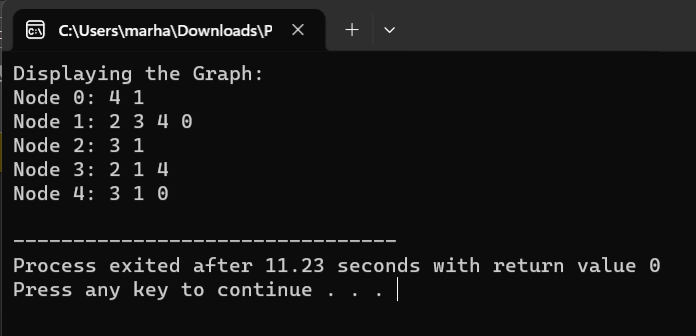 C:\Users\marha\Downloads\P
Displaying the Graph:
Node 0: 4 1
Node 1: 2 3 4 0
Node 2: 3 1
Node 3: 2 1 4
Node 4: 3 1 0
--------------------------------
Process exited after 11.23 seconds with return value 0
Press any key to continue . . .